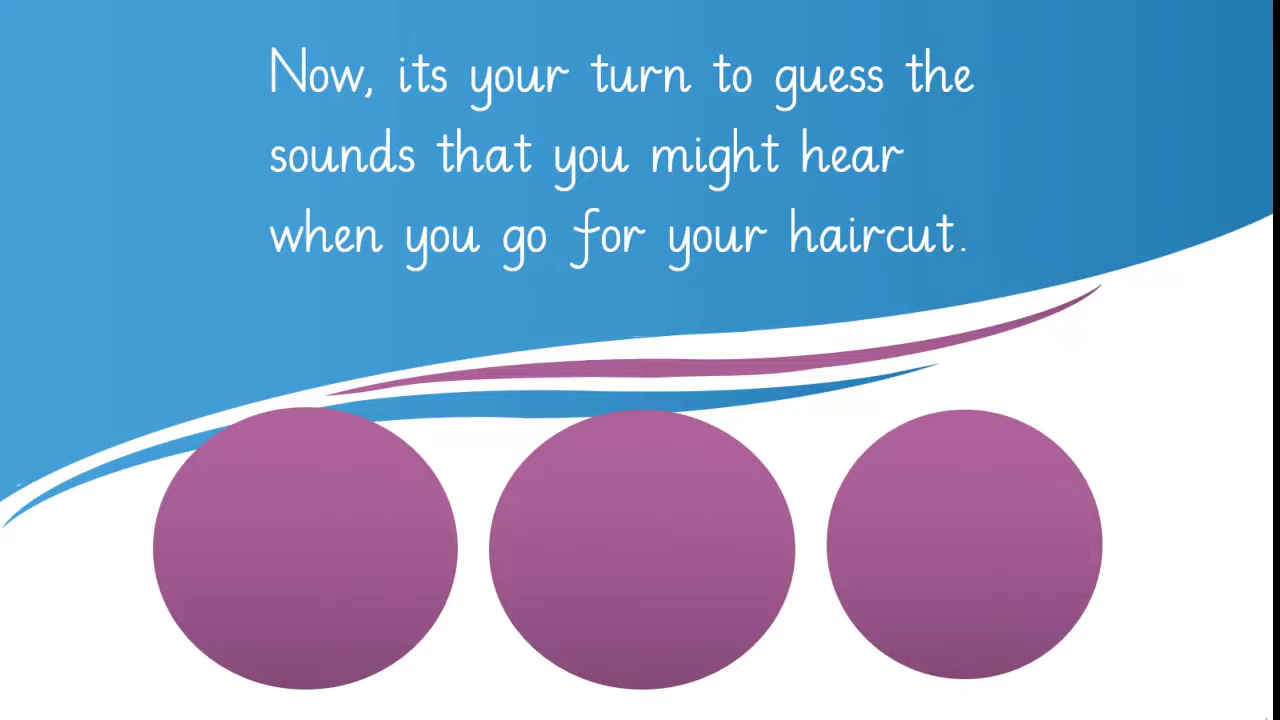 Now, its your turn to guess the
sounds that you might hear
when you go for your haircut.